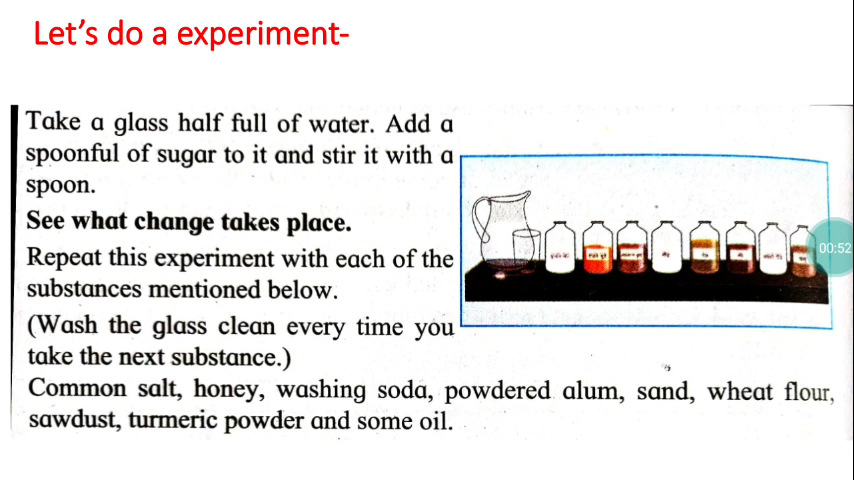 Let's do a experiment-
Take a glass half full of water. Add a
spoonful of sugar to it and stir it with a
spoon.
See what change takes place.
Repeat this experiment with each of the
substances mentioned below.
(Wash the glass clean every time you
take the next substance.)
Common salt, honey, washing soda, powdered alum, sand, wheat flour,
sawdust, turmeric powder and some oil.
00:52